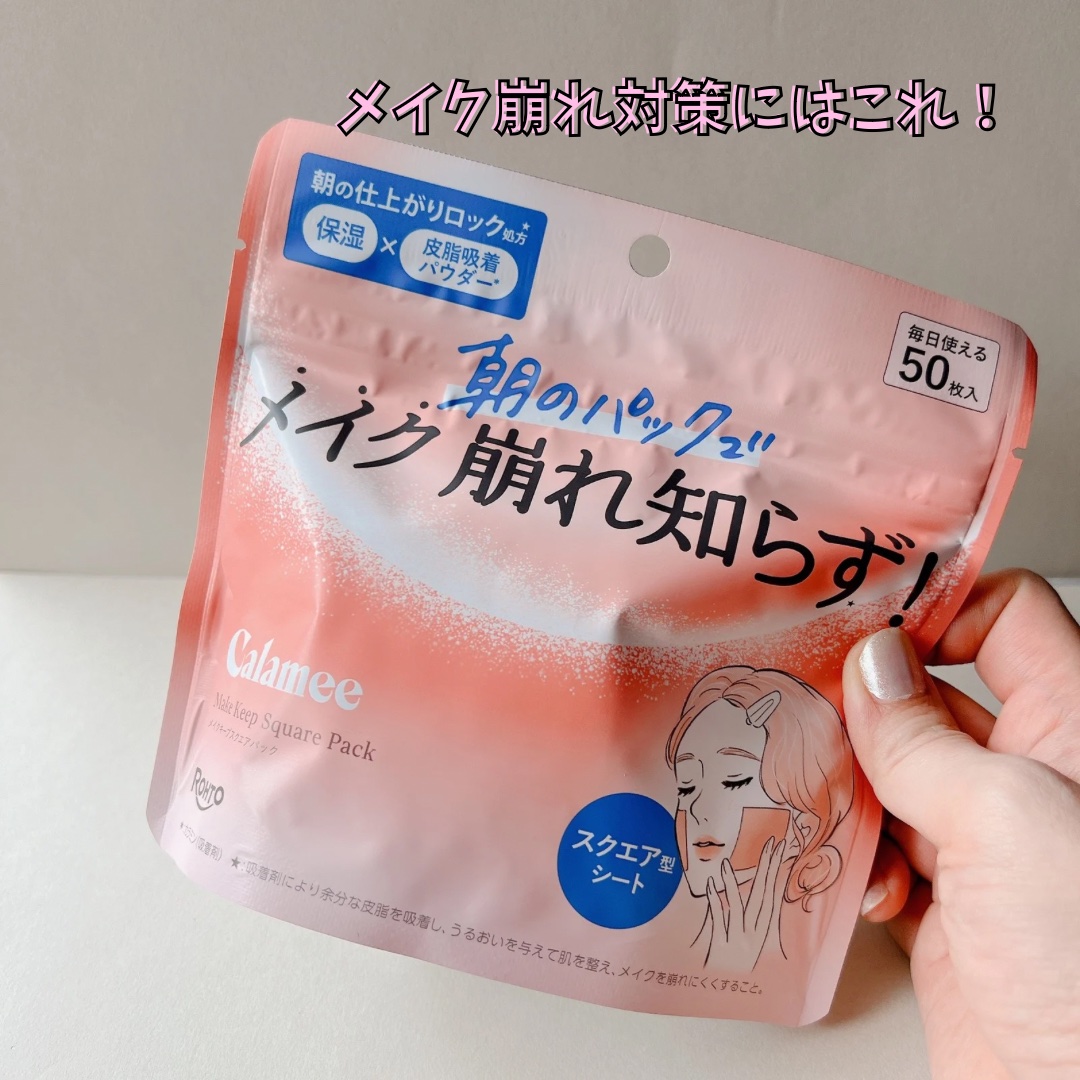 メイク崩れ対策にはこれ！
朝の仕上がりロック処方★
保湿 × 皮脂吸着
パウダー*
毎日使える
50枚入
朝のパックで
メイク崩れ知らず!
★
Calamee
Make Keep Square Pack
メイクキープスクエアパック
ROHTO
スクエア型
シート
★:吸着剤により余分な皮脂を吸着し、うるおいを与えて肌を整え、メイクを崩れにくくすること。